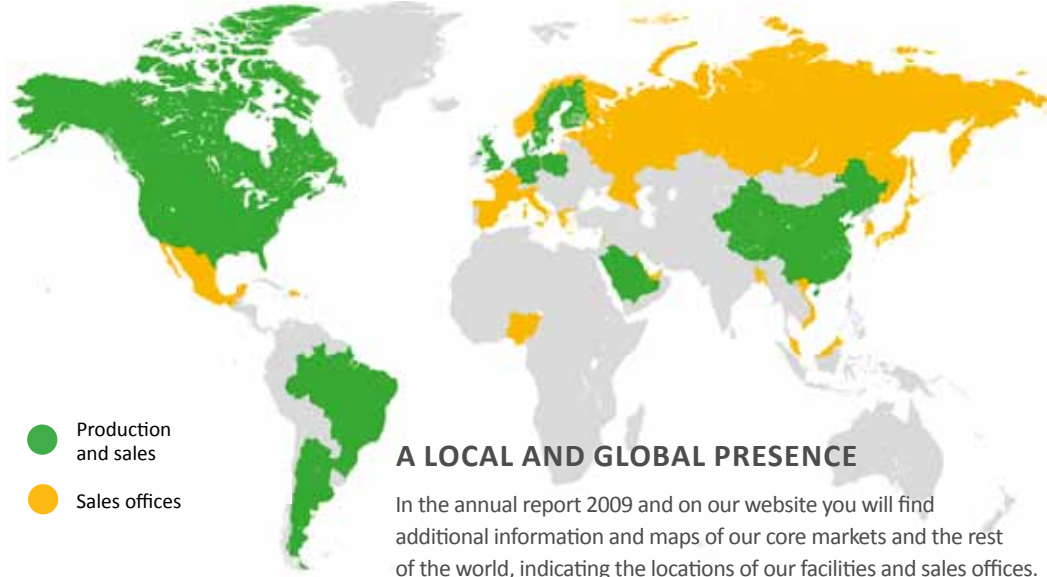 Production
and sales
Sales offices
A LOCAL AND GLOBAL PRESENCE
In the annual report 2009 and on our website you will find
additional information and maps of our core markets and the rest
of the world, indicating the locations of our facilities and sales offices.